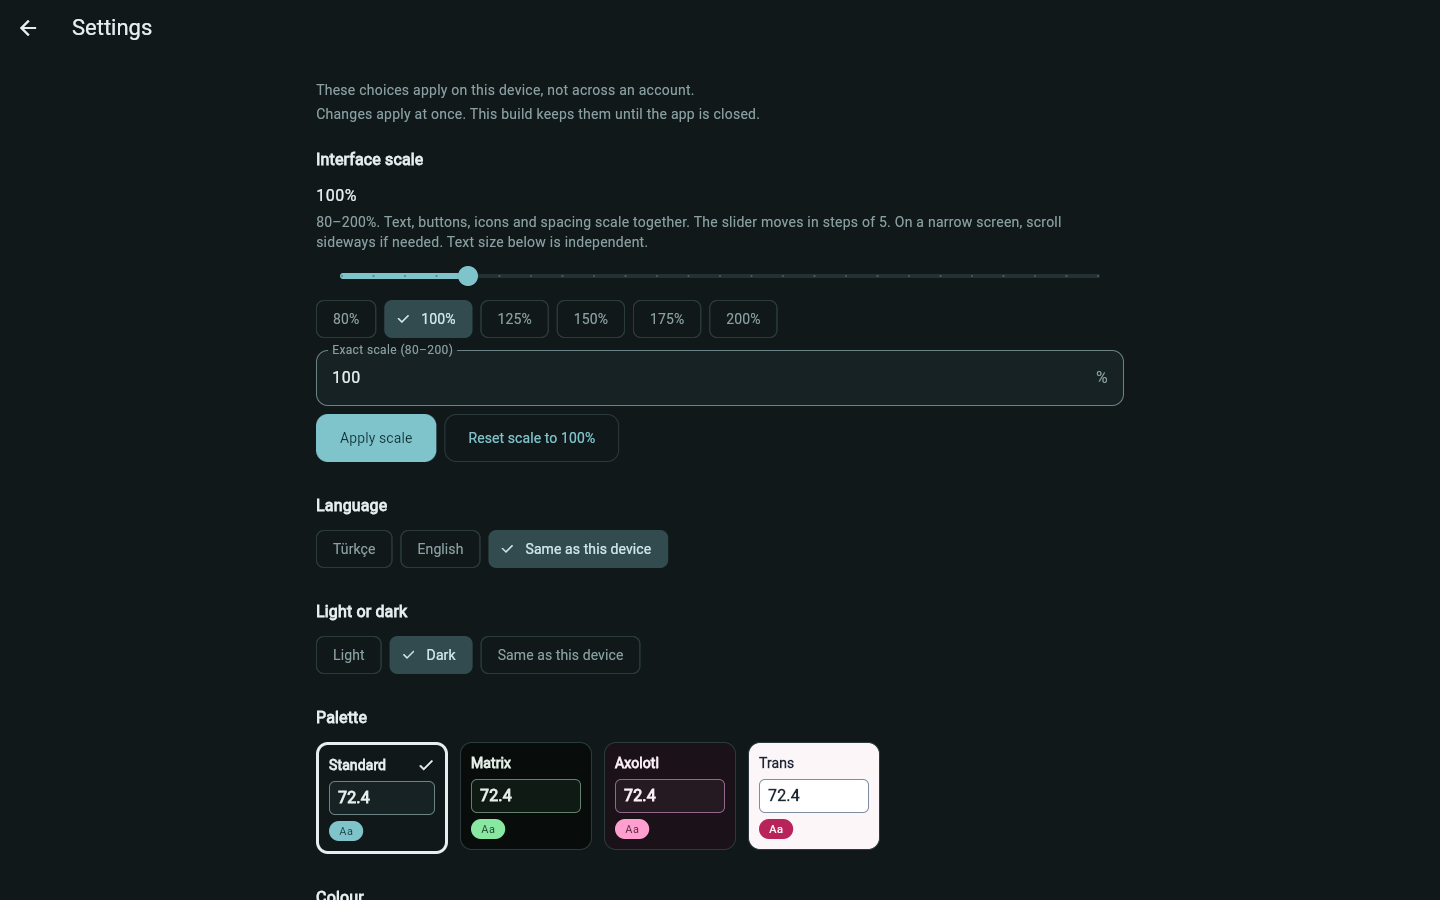 Settings
These choices apply on this device, not across an account.
Changes apply at once. This build keeps them until the app is closed.
Interface scale
100%
80–200%. Text, buttons, icons and spacing scale together. The slider moves in steps of 5. On a narrow screen, scroll
sideways if needed. Text size below is independent.
80% 100% 125% 150% 175% 200%
Exact scale (80–200)
100 %
Apply scale Reset scale to 100%
Language
Türkçe English Same as this device
Light or dark
Light Dark Same as this device
Palette
Standard Matrix Axolotl Trans
72.4 72.4 72.4 72.4
Aa Aa Aa Aa
Colour